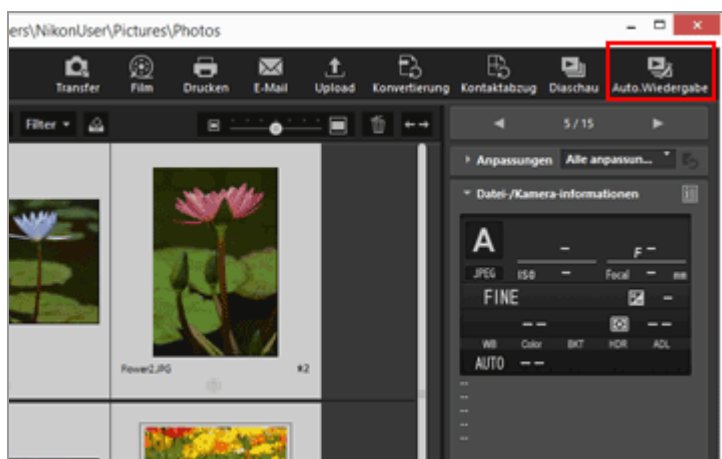 ers\NikonUser\Pictures\Photos
Transfer Film Drucken E-Mail Upload Konvertierung Kontaktabzug Diaschau Auto.Wiedergabe
Filter
5 / 15
Anpassungen Alle anpassun...
Datei-/Kamera-informationen
A – F –
JPEG ISO – Focal – mm
FINE –
-- --
WB Color BKT HDR ADL
AUTO --
--
--
--
--
Flower2.JPG 2